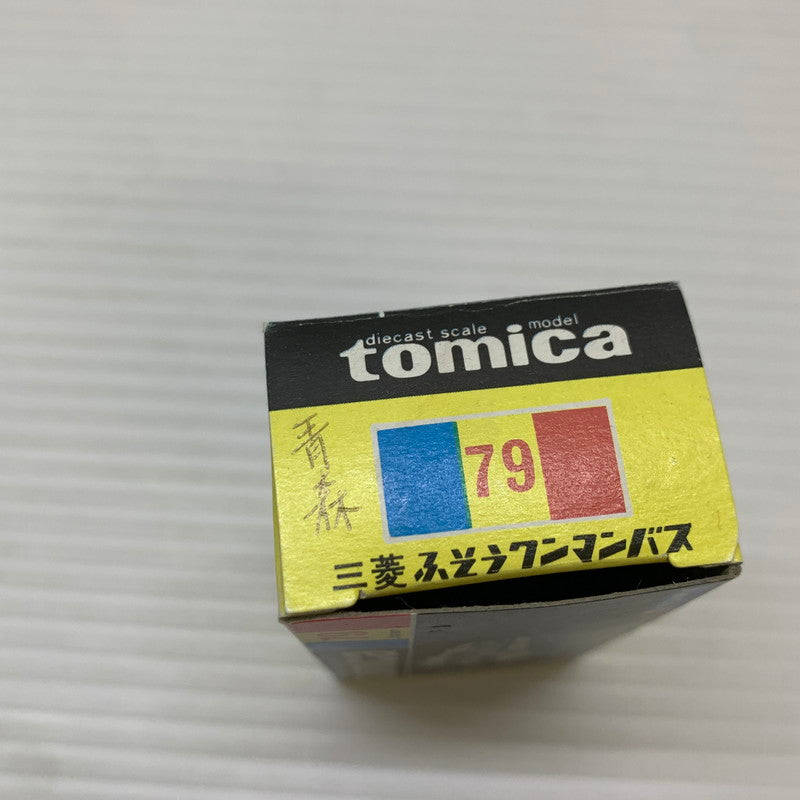 diecast scale model
tomica
79
青森
三菱ふそうワンマンバス